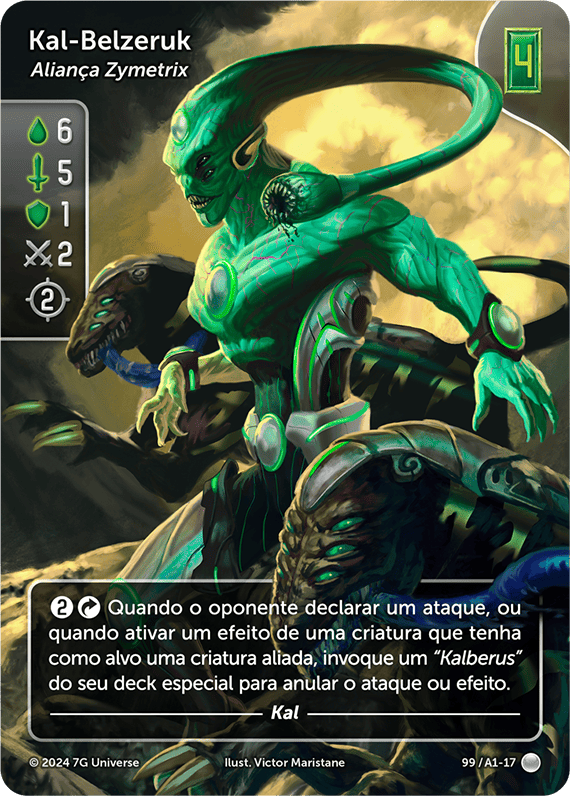 Kal-Belzeruk
Aliança Zymetrix
4
6
5
1
2
2
2 Quando o oponente declarar um ataque, ou
quando ativar um efeito de uma criatura que tenha
como alvo uma criatura aliada, invoque um “Kalberus”
do seu deck especial para anular o ataque ou efeito.
Kal
© 2024 7G Universe Ilust. Victor Maristane 99 / A1-17